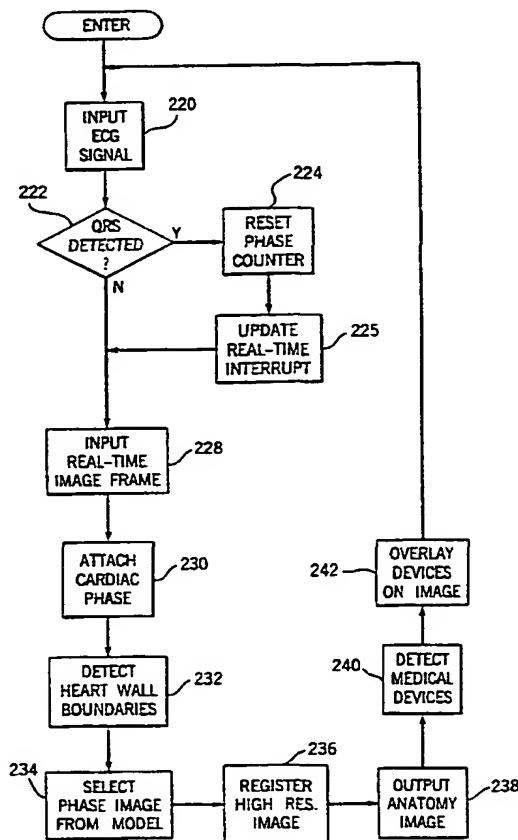 ENTER
INPUT
ECG
SIGNAL
220
222
QRS
DETECTED
?
Y
N
224
RESET
PHASE
COUNTER
UPDATE
REAL-TIME
INTERRUPT
225
INPUT
REAL-TIME
IMAGE FRAME
228
ATTACH
CARDIAC
PHASE
230
DETECT
HEART WALL
BOUNDARIES
232
234
SELECT
PHASE IMAGE
FROM MODEL
236
REGISTER
HIGH RES.
IMAGE
OUTPUT
ANATOMY
IMAGE
238
240
DETECT
MEDICAL
DEVICES
242
OVERLAY
DEVICES
ON IMAGE